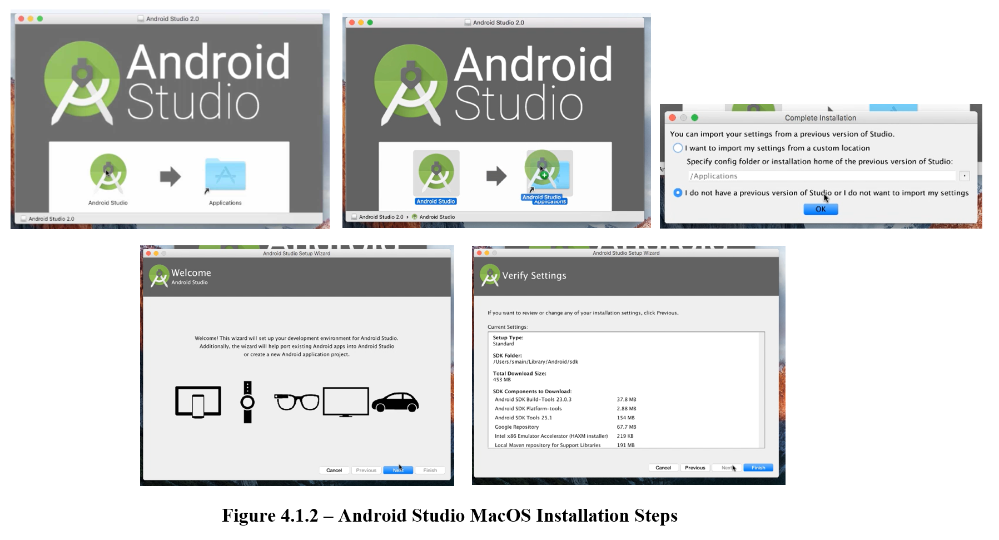 Android Studio 2.0
Android
Studio
Android Studio
Applications
Android Studio 2.0
Android Studio 2.0
Android
Studio
Android Studio
Android Studio
Applications
Android Studio 2.0 › Android Studio
Complete Installation
You can import your settings from a previous version of Studio.
I want to import my settings from a custom location
Specify config folder or installation home of the previous version of Studio:
/Applications
I do not have a previous version of Studio or I do not want to import my settings
OK
Android Studio Setup Wizard
Welcome
Android Studio
Welcome! This wizard will set up your development environment for Android Studio.
Additionally, the wizard will help port existing Android apps into Android Studio
or create a new Android application project.
Cancel Previous Next Finish
Android Studio Setup Wizard
Verify Settings
If you want to review or change any of your installation settings, click Previous.
Current Settings:
Setup Type:
Standard
SDK Folder:
/Users/smain/Library/Android/sdk
Total Download Size:
453 MB
SDK Components to Download:
Android SDK Build-Tools 23.0.3 37.8 MB
Android SDK Platform-tools 2.88 MB
Android SDK Tools 25.1 154 MB
Google Repository 67.7 MB
Intel x86 Emulator Accelerator (HAXM installer) 219 KB
Local Maven repository for Support Libraries 191 MB
Cancel Previous Next Finish
Figure 4.1.2 – Android Studio MacOS Installation Steps